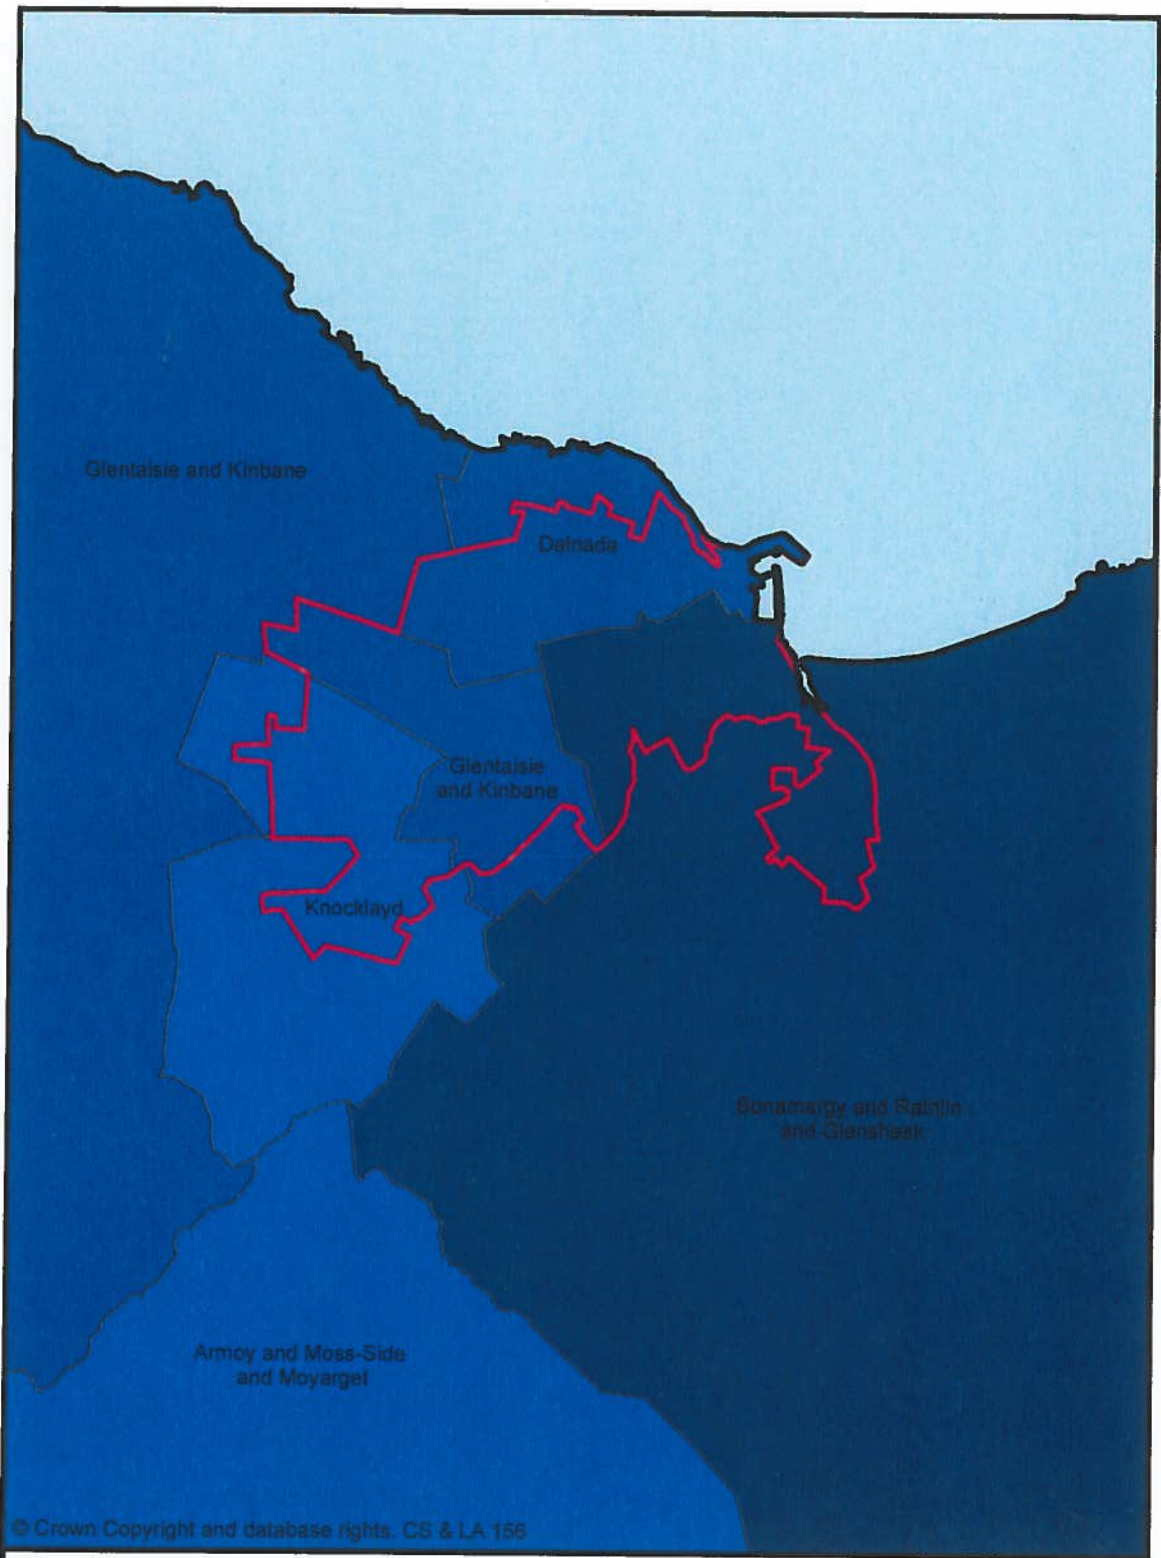 Glentaisie and Kinbane
Dalriada
Glentaisie
and Kinbane
Knocklayd
Bonamargy and Rathlin
and Glenshesk
Armoy and Moss-Side
and Moyarget
© Crown Copyright and database rights. CS & LA 156